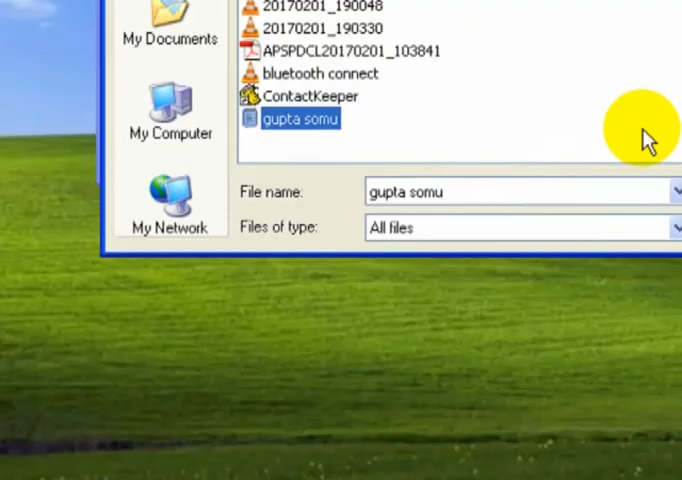 20170201_190048
20170201_190330
My Documents
APSPDCL20170201_103841
bluetooth connect
ContactKeeper
My Computer
gupta somu
File name:
gupta somu
My Network
Files of type:
All files